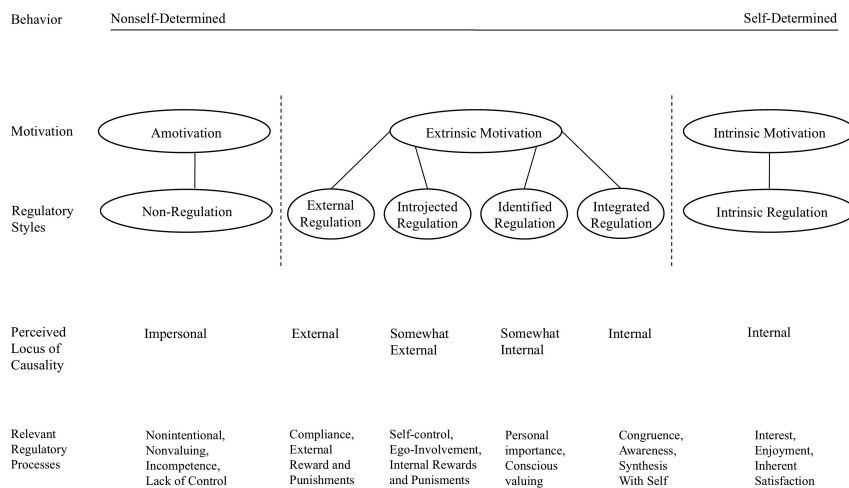 Behavior Nonself-Determined Self-Determined
Motivation Amotivation Extrinsic Motivation Intrinsic Motivation
Regulatory
Styles
Non-Regulation
External
Regulation
Introjected
Regulation
Identified
Regulation
Integrated
Regulation
Intrinsic Regulation
Perceived
Locus of
Causality
Impersonal
External
Somewhat
External
Somewhat
Internal
Internal
Internal
Relevant
Regulatory
Processes
Nonintentional,
Nonvaluing,
Incompetence,
Lack of Control
Compliance,
External
Reward and
Punishments
Self-control,
Ego-Involvement,
Internal Rewards
and Punisments
Personal
importance,
Conscious
valuing
Congruence,
Awareness,
Synthesis
With Self
Interest,
Enjoyment,
Inherent
Satisfaction